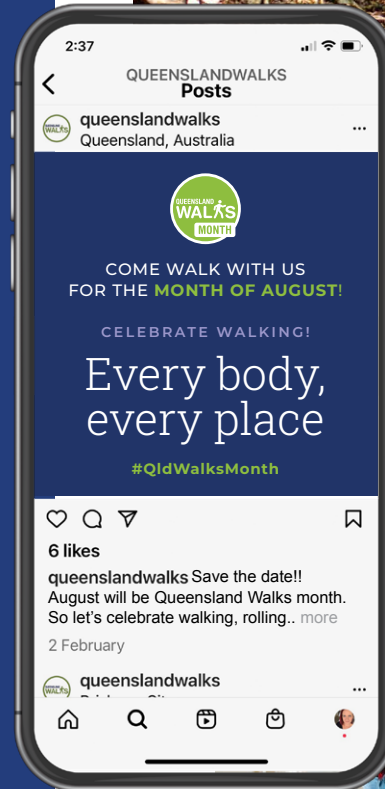 2:37
QUEENSLANDWALKS
Posts
queenslandwalks
Queensland, Australia
QUEENSLAND
WALKS
MONTH
COME WALK WITH US
FOR THE MONTH OF AUGUST!
CELEBRATE WALKING!
Every body,
every place
#QldWalksMonth
6 likes
queenslandwalks Save the date!!
August will be Queensland Walks month.
So let's celebrate walking, rolling.. more
2 February
queenslandwalks